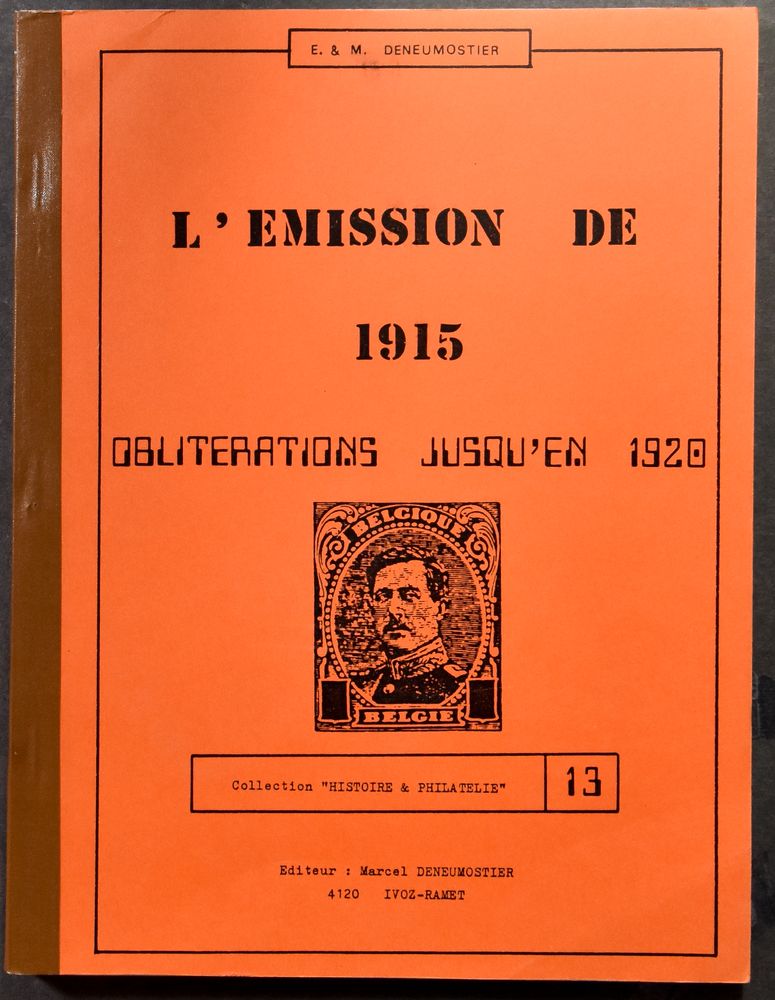 E. & M. DENEUMOSTIER
L'EMISSION DE
1915
OBLITERATIONS JUSQU'EN 1920
BELGIQUE
BELGIE
Collection "HISTOIRE & PHILATELIE" 13
Editeur : Marcel DENEUMOSTIER
4120 IVOZ-RAMET